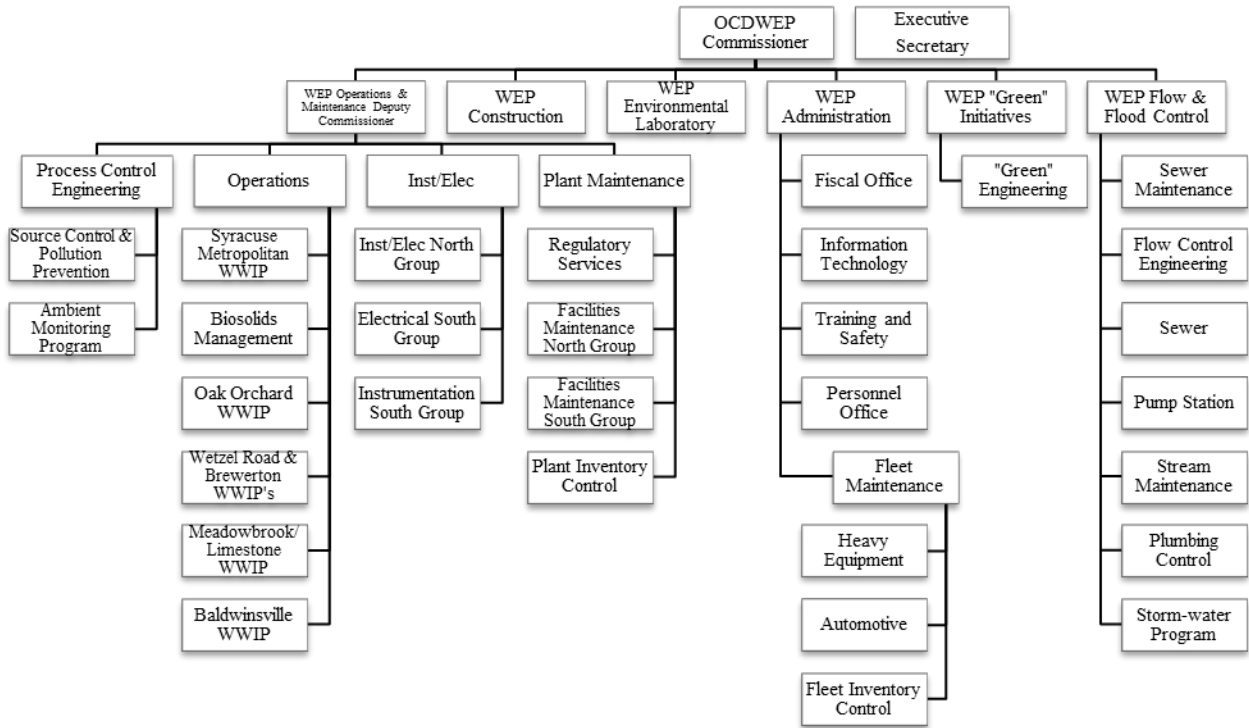 OCDWEP
Commissioner
Executive
Secretary
WEP Operations &
Maintenance Deputy
Commissioner
WEP
Construction
WEP
Environmental
Laboratory
WEP
Administration
WEP "Green"
Initiatives
WEP Flow &
Flood Control
Process Control
Engineering
Operations
Inst/Elec
Plant Maintenance
Fiscal Office
"Green"
Engineering
Sewer
Maintenance
Source Control &
Pollution
Prevention
Syracuse
Metropolitan
WWIP
Inst/Elec North
Group
Regulatory
Services
Information
Technology
Flow Control
Engineering
Ambient
Monitoring
Program
Biosolids
Management
Electrical South
Group
Facilities
Maintenance
North Group
Training and
Safety
Sewer
Oak Orchard
WWIP
Instrumentation
South Group
Facilities
Maintenance
South Group
Personnel
Office
Pump Station
Wetzel Road &
Brewerton
WWIP's
Plant Inventory
Control
Fleet
Maintenance
Stream
Maintenance
Meadowbrook/
Limestone
WWIP
Heavy
Equipment
Plumbing
Control
Baldwinsville
WWIP
Automotive
Storm-water
Program
Fleet Inventory
Control